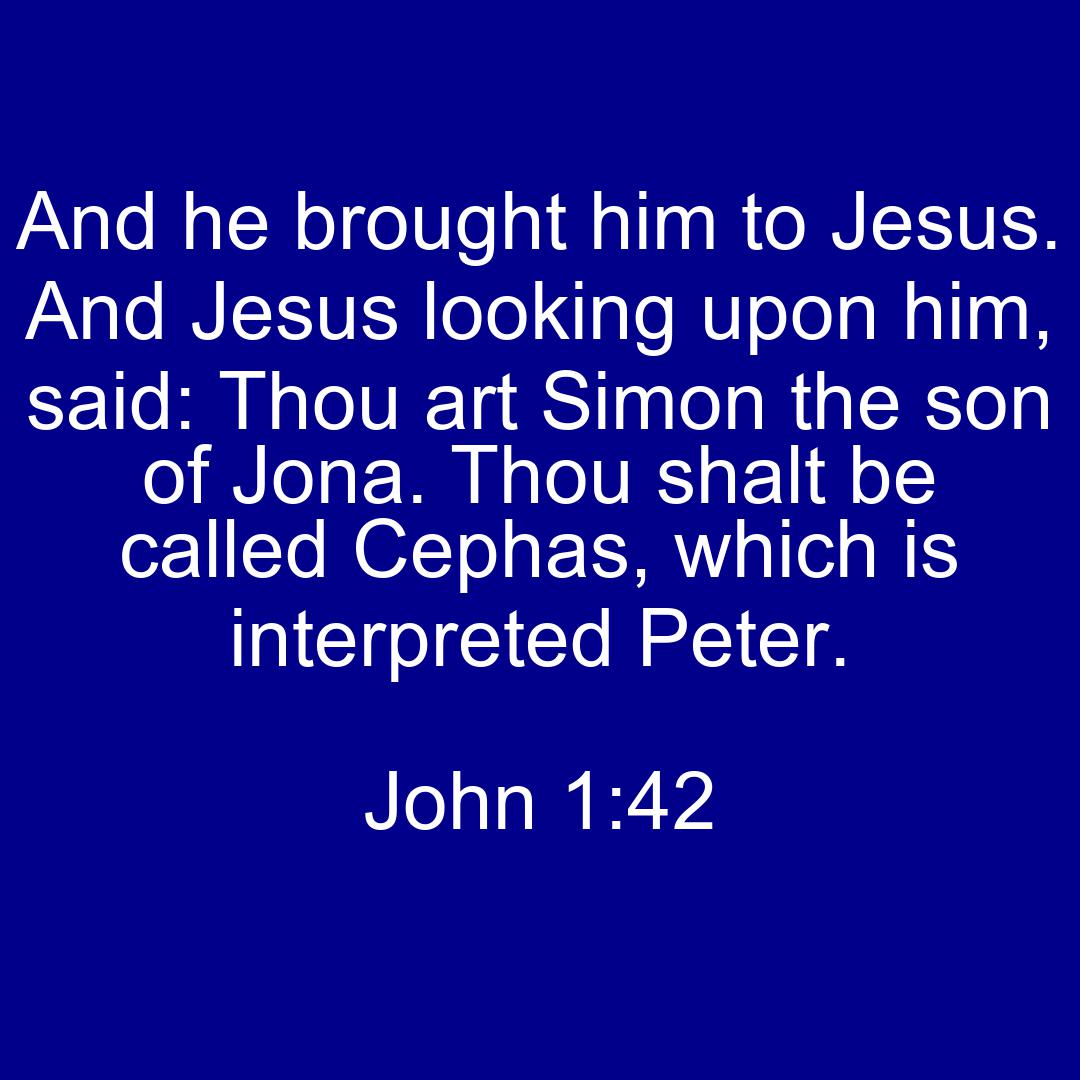 And he brought him to Jesus.
And Jesus looking upon him,
said: Thou art Simon the son
of Jona. Thou shalt be
called Cephas, which is
interpreted Peter.
John 1:42